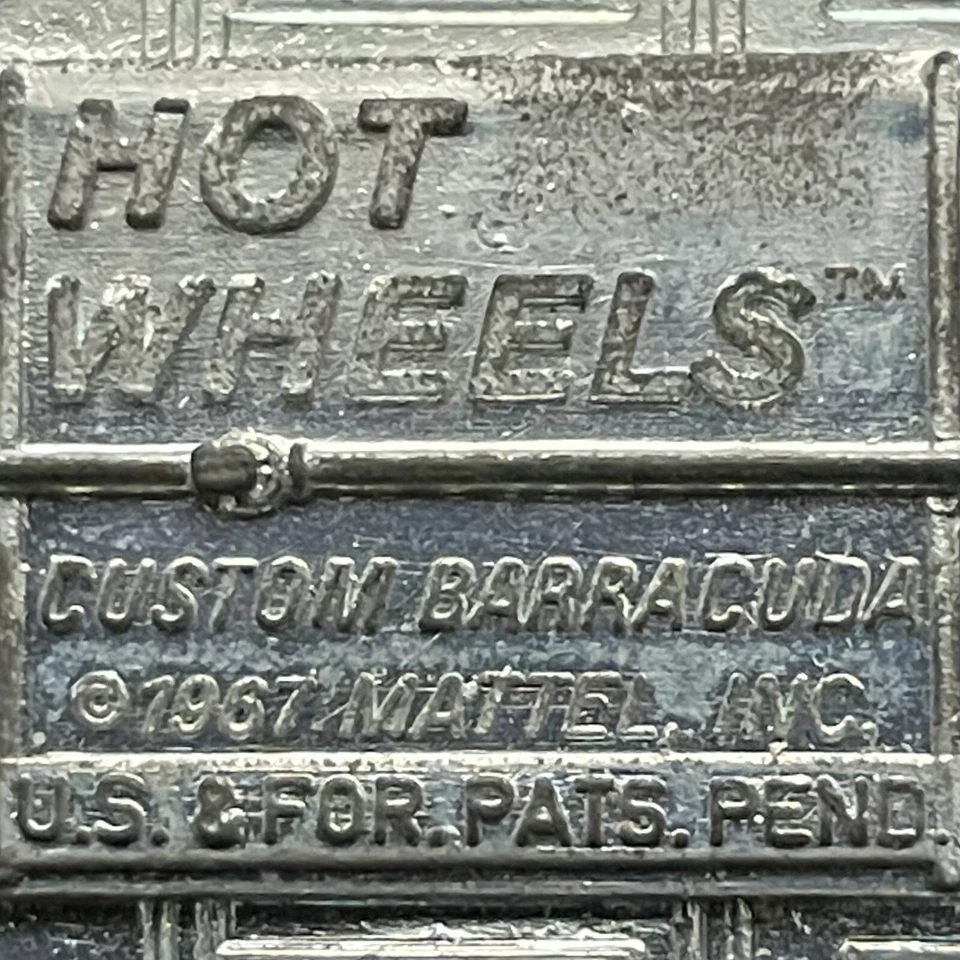 HOT
WHEELS™
CUSTOM BARRACUDA
©1967 MATTEL, INC.
U.S. & FOR. PATS. PEND.